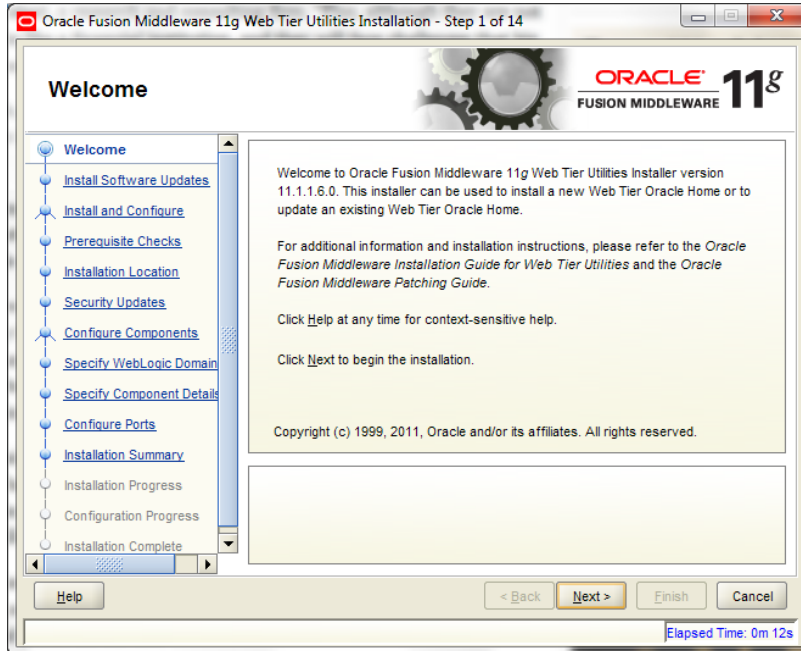 Oracle Fusion Middleware 11g Web Tier Utilities Installation - Step 1 of 14
Welcome
ORACLE
FUSION MIDDLEWARE 11g
Welcome
Install Software Updates
Install and Configure
Prerequisite Checks
Installation Location
Security Updates
Configure Components
Specify WebLogic Domain
Specify Component Details
Configure Ports
Installation Summary
Installation Progress
Configuration Progress
Installation Complete
Welcome to Oracle Fusion Middleware 11g Web Tier Utilities Installer version
11.1.1.6.0. This installer can be used to install a new Web Tier Oracle Home or to
update an existing Web Tier Oracle Home.
For additional information and installation instructions, please refer to the Oracle
Fusion Middleware Installation Guide for Web Tier Utilities and the Oracle
Fusion Middleware Patching Guide.
Click Help at any time for context-sensitive help.
Click Next to begin the installation.
Copyright (c) 1999, 2011, Oracle and/or its affiliates. All rights reserved.
Help
< Back
Next >
Finish
Cancel
Elapsed Time: 0m 12s